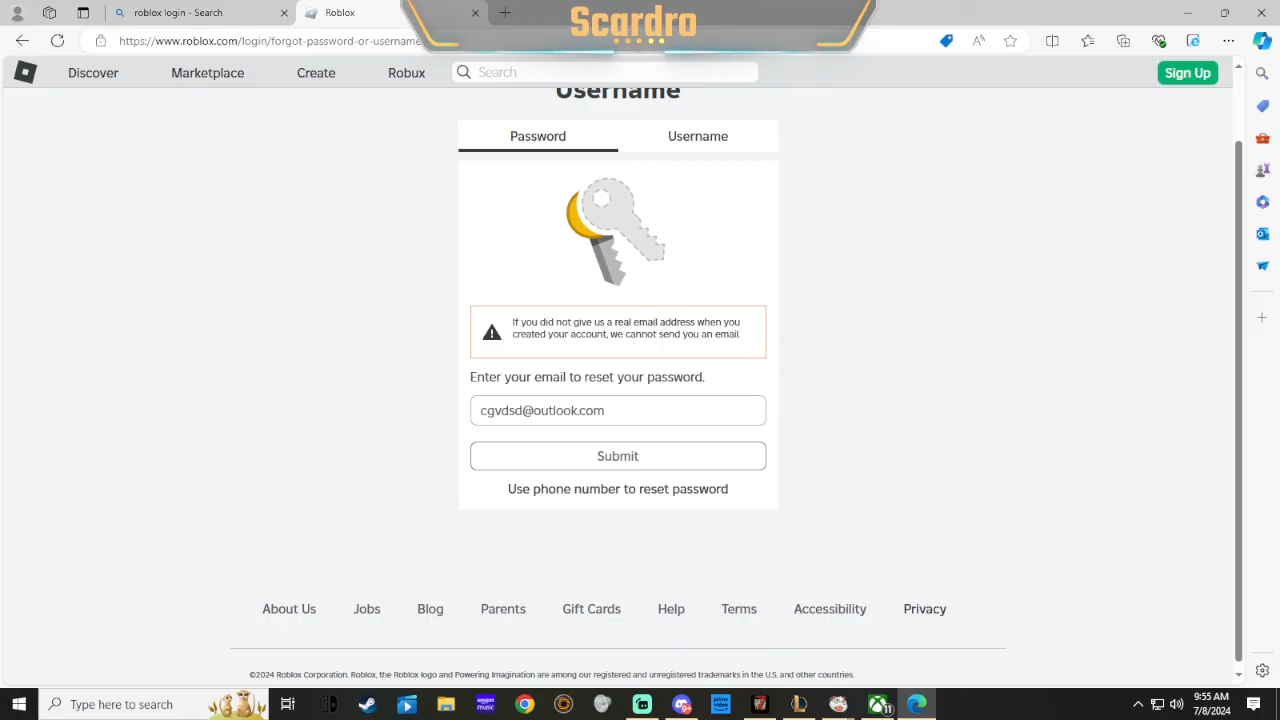 roblox login - Search
Roblox
Scardro
https://www.roblox.com/login/forgot-password-or-username
Discover
Marketplace
Create
Robux
Search
Sign Up
Username
Password
Username
If you did not give us a real email address when you
created your account, we cannot send you an email.
Enter your email to reset your password.
cgvdsd@outlook.com
Submit
Use phone number to reset password
About Us
Jobs
Blog
Parents
Gift Cards
Help
Terms
Accessibility
Privacy
©2024 Roblox Corporation. Roblox, the Roblox logo and Powering Imagination are among our registered and unregistered trademarks in the U.S. and other countries.
Type here to search
amazon
music
prime
video
9:55 AM
7/8/2024